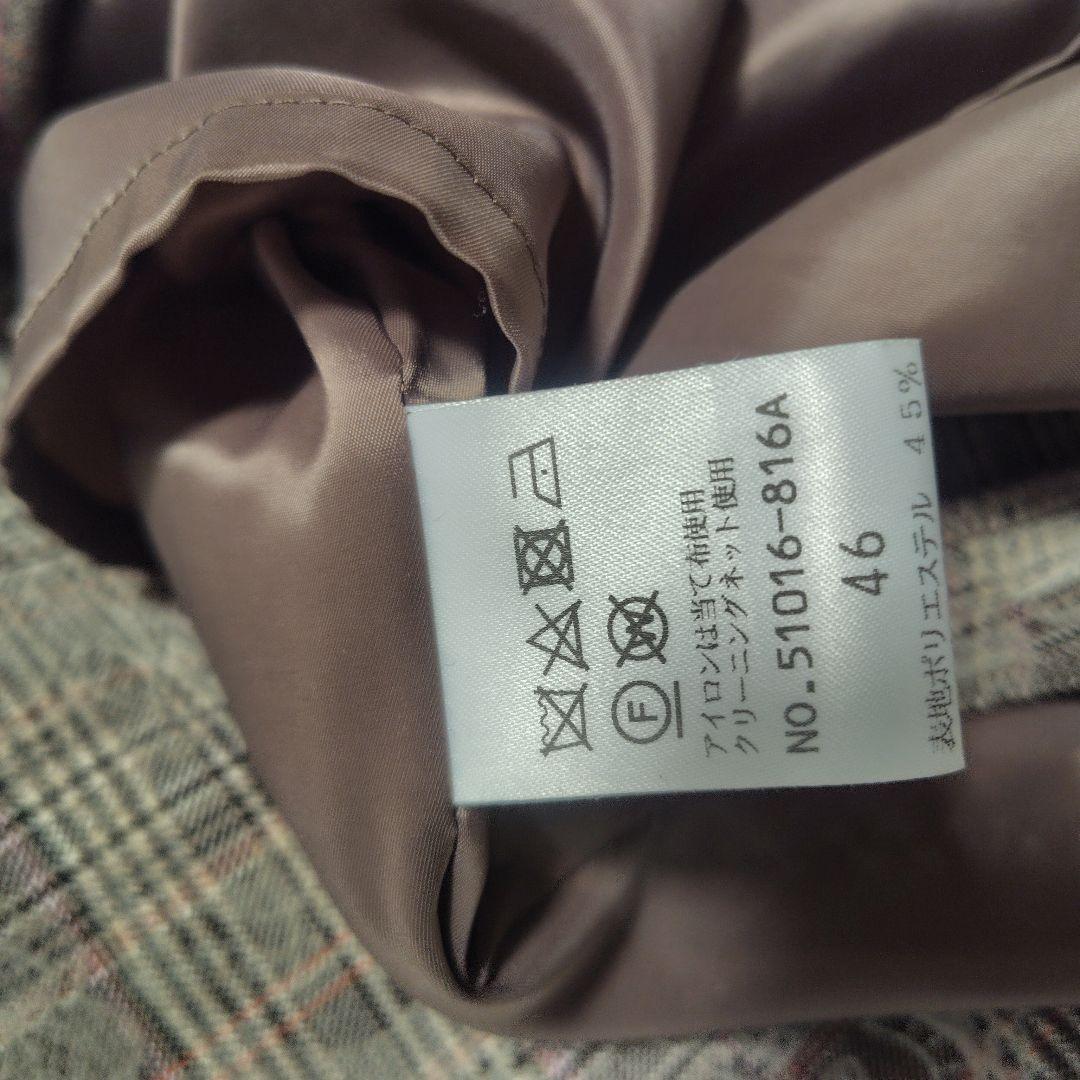 F
W
アイロンは当て布使用
クリーニングネット使用
NO.51016-816A
46
表地ポリエステル 45%